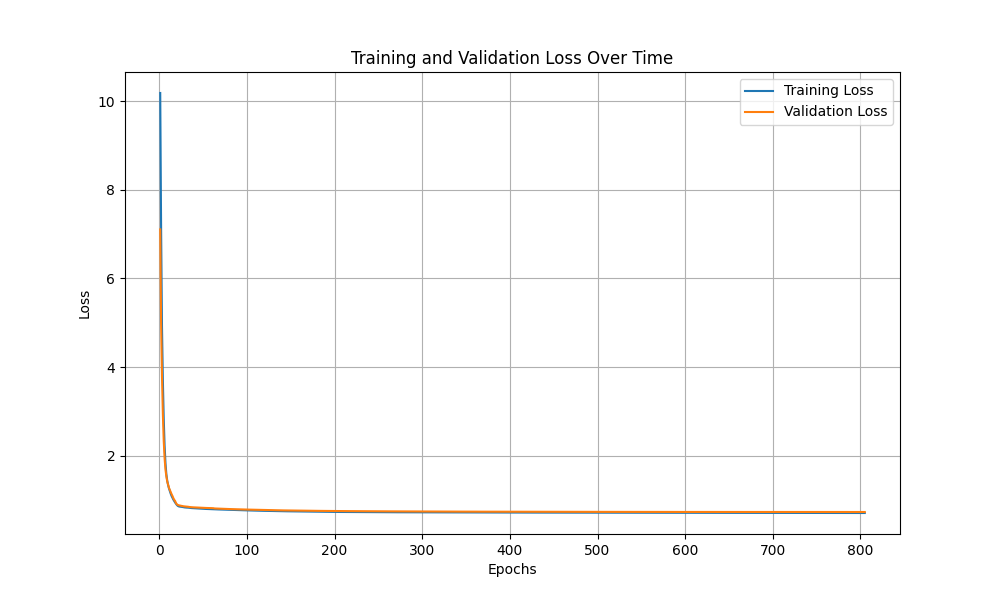 Training and Validation Loss Over Time
Training Loss
Validation Loss
10
8
6
4
2
Loss
0 100 200 300 400 500 600 700 800
Epochs